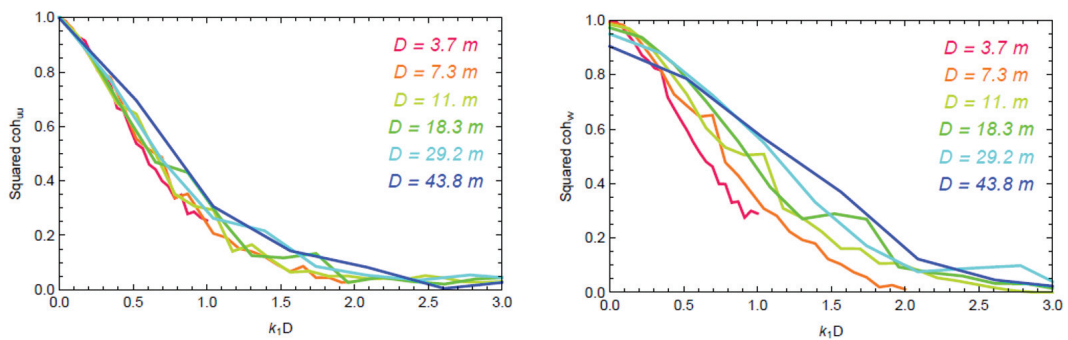 Squared coh_uu
1.0
0.8
0.6
0.4
0.2
0.0
0.0 0.5 1.0 1.5 2.0 2.5 3.0
k₁D
D = 3.7 m
D = 7.3 m
D = 11. m
D = 18.3 m
D = 29.2 m
D = 43.8 m
Squared coh_w
1.0
0.8
0.6
0.4
0.2
0.0
0.0 0.5 1.0 1.5 2.0 2.5 3.0
k₁D
D = 3.7 m
D = 7.3 m
D = 11. m
D = 18.3 m
D = 29.2 m
D = 43.8 m